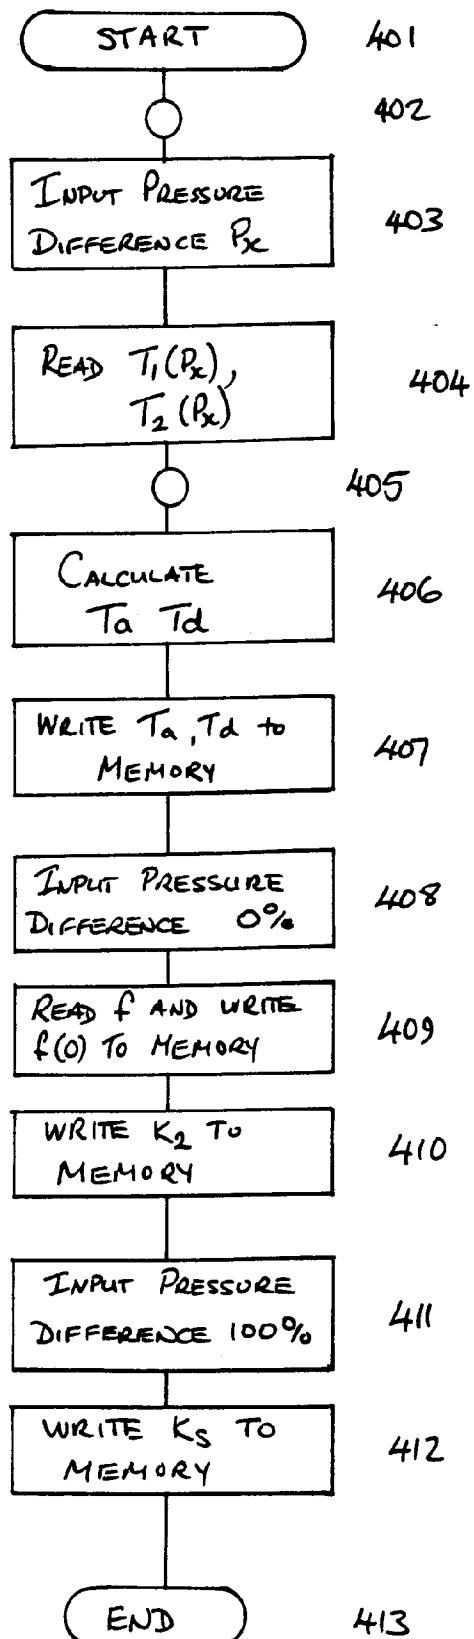 START 401
402
INPUT PRESSURE
DIFFERENCE Px 403
READ T1(Px), 404
T2(Px)
405
CALCULATE 406
Ta Td
WRITE Ta, Td to 407
MEMORY
INPUT PRESSURE 408
DIFFERENCE 0%
READ f AND WRITE 409
f(0) TO MEMORY
WRITE K2 TO 410
MEMORY
INPUT PRESSURE 411
DIFFERENCE 100%
WRITE Ks TO 412
MEMORY
END 413